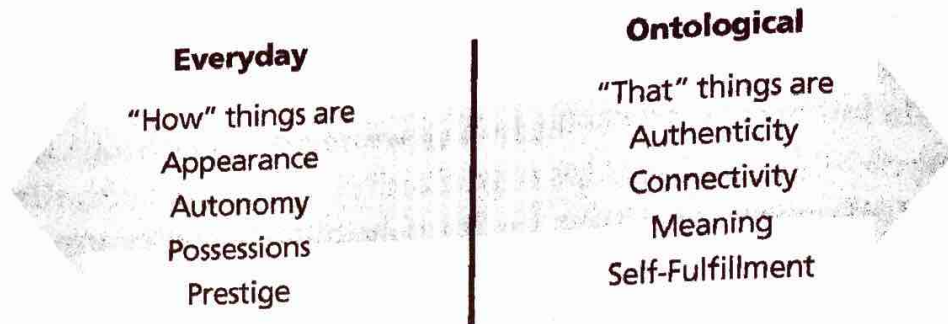 Everyday
"How" things are
Appearance
Autonomy
Possessions
Prestige
Ontological
"That" things are
Authenticity
Connectivity
Meaning
Self-Fulfillment